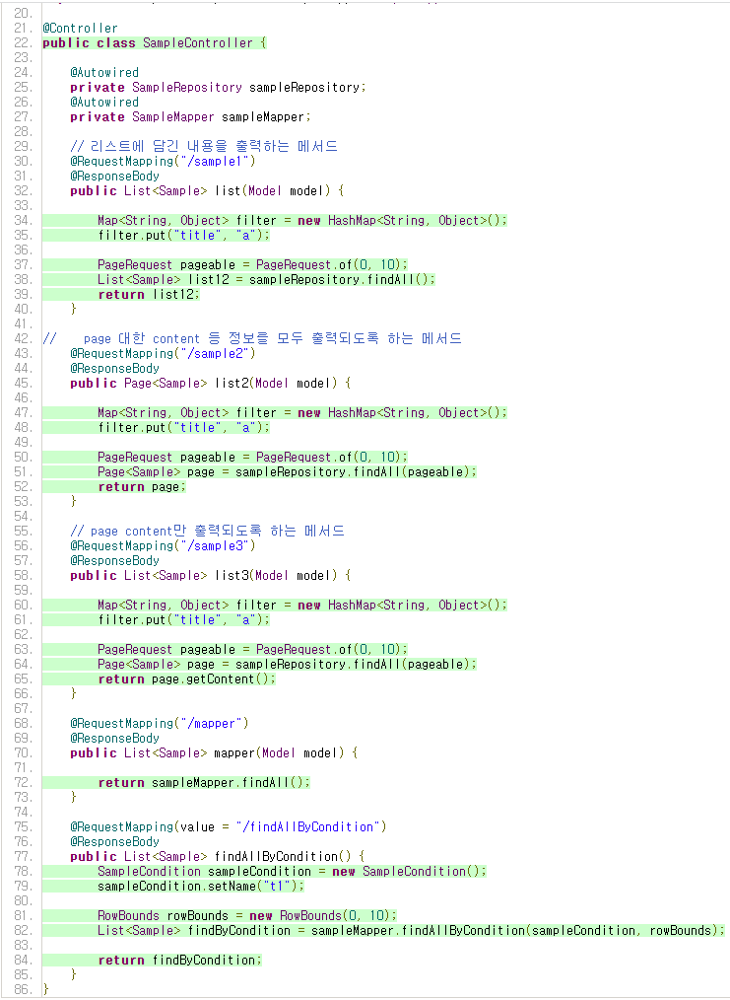 20.
21. @Controller
22. public class SampleController {
23.
24.     @Autowired
25.     private SampleRepository sampleRepository;
26.     @Autowired
27.     private SampleMapper sampleMapper;
28.
29.     // 리스트에 담긴 내용을 출력하는 메서드
30.     @RequestMapping("/sample1")
31.     @ResponseBody
32.     public List<Sample> list(Model model) {
33.
34.         Map<String, Object> filter = new HashMap<String, Object>();
35.         filter.put("title", "a");
36.
37.         PageRequest pageable = PageRequest.of(0, 10);
38.         List<Sample> list12 = sampleRepository.findAll();
39.         return list12;
40.     }
41.
42. //    page 대한 content 등 정보을 모두 출력되도록 하는 메서드
43.     @RequestMapping("/sample2")
44.     @ResponseBody
45.     public Page<Sample> list2(Model model) {
46.
47.         Map<String, Object> filter = new HashMap<String, Object>();
48.         filter.put("title", "a");
49.
50.         PageRequest pageable = PageRequest.of(0, 10);
51.         Page<Sample> page = sampleRepository.findAll(pageable);
52.         return page;
53.     }
54.
55.     // page content만 출력되도록 하는 메서드
56.     @RequestMapping("/sample3")
57.     @ResponseBody
58.     public List<Sample> list3(Model model) {
59.
60.         Map<String, Object> filter = new HashMap<String, Object>();
61.         filter.put("title", "a");
62.
63.         PageRequest pageable = PageRequest.of(0, 10);
64.         Page<Sample> page = sampleRepository.findAll(pageable);
65.         return page.getContent();
66.     }
67.
68.     @RequestMapping("/mapper")
69.     @ResponseBody
70.     public List<Sample> mapper(Model model) {
71.
72.         return sampleMapper.findAll();
73.     }
74.
75.     @RequestMapping(value = "/findAllByCondition")
76.     @ResponseBody
77.     public List<Sample> findAllByCondition() {
78.         SampleCondition sampleCondition = new SampleCondition();
79.         sampleCondition.setName("t1");
80.
81.         RowBounds rowBounds = new RowBounds(0, 10);
82.         List<Sample> findByCondition = sampleMapper.findAllByCondition(sampleCondition, rowBounds);
83.
84.         return findByCondition;
85.     }
86. }